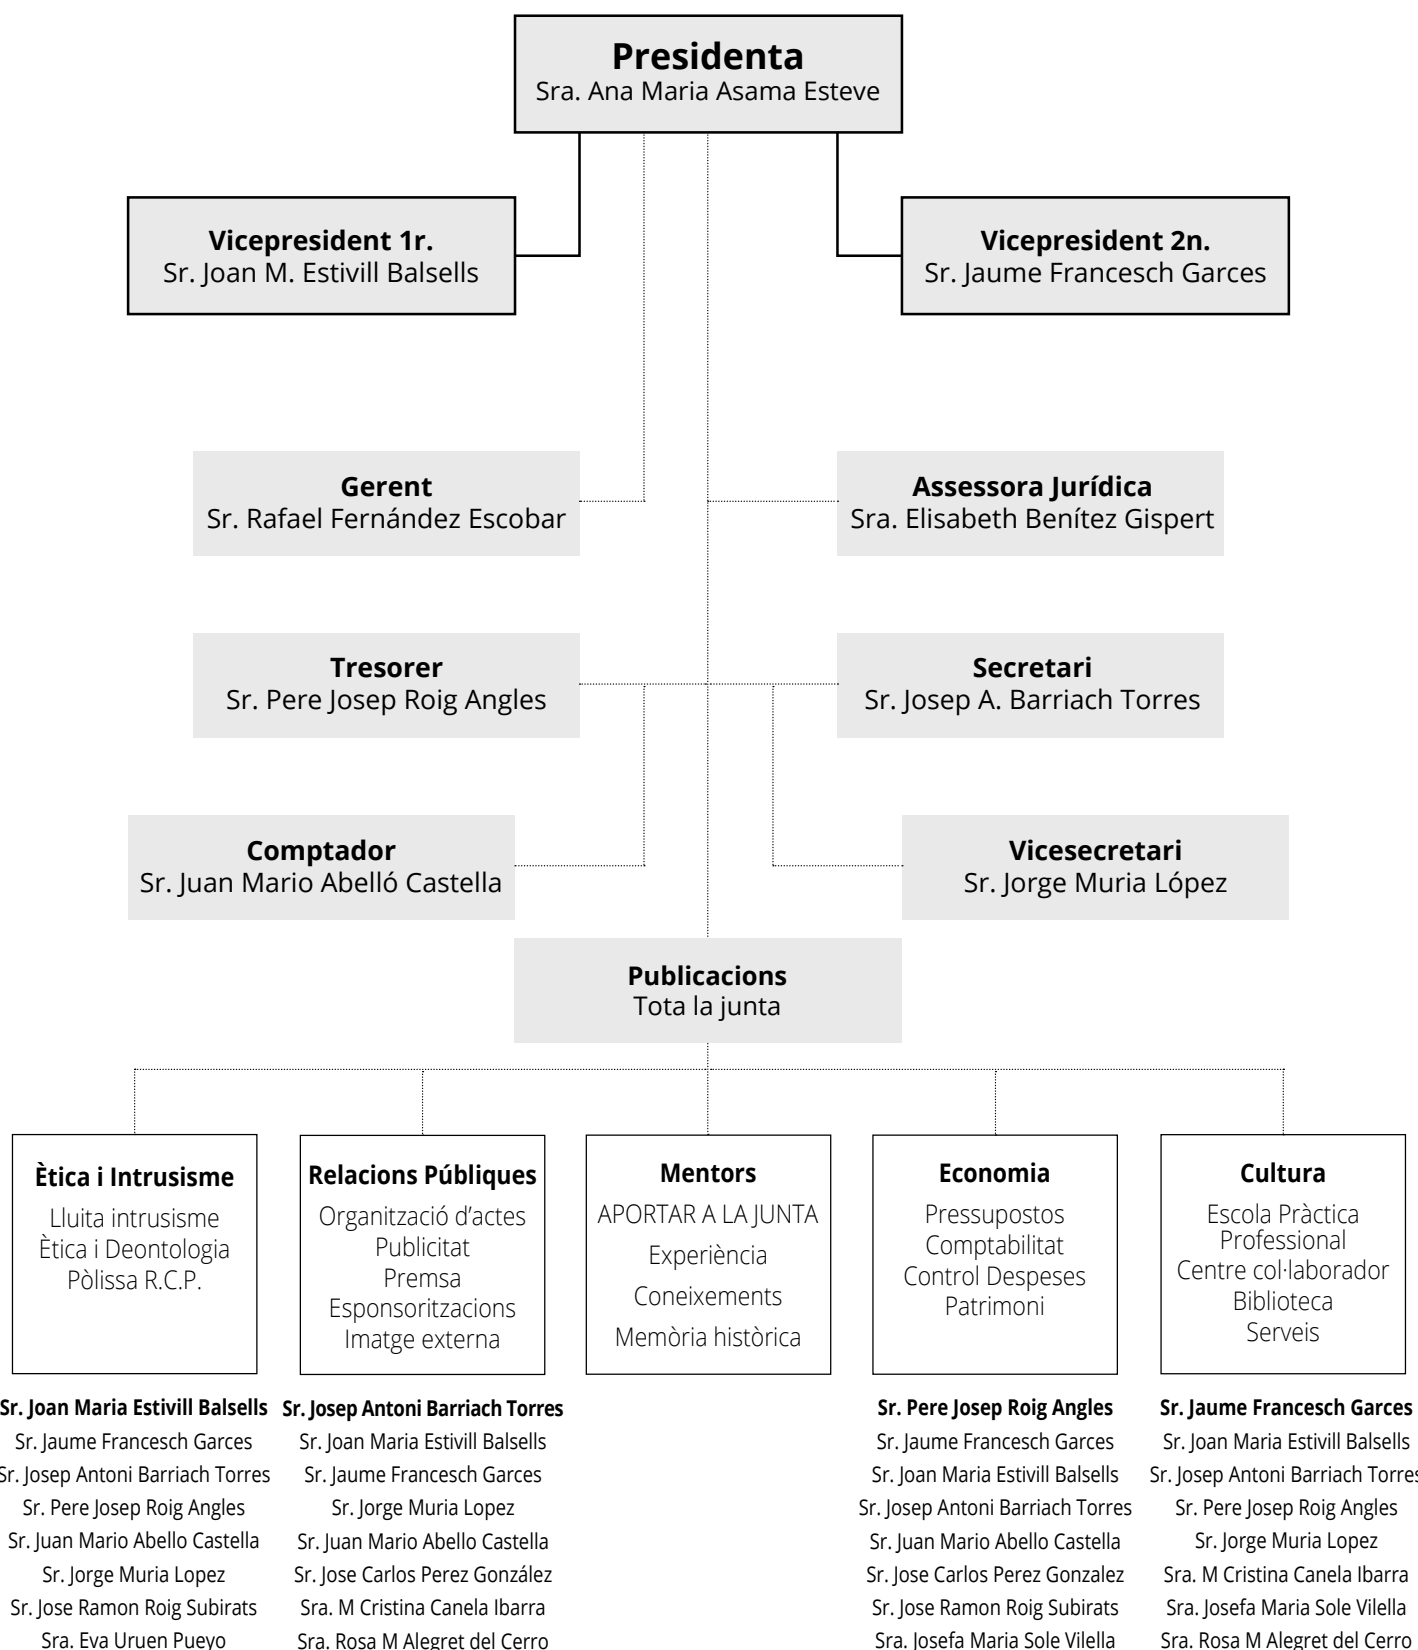 Presidenta
Sra. Ana Maria Asama Esteve
Vicepresident 1r.
Sr. Joan M. Estivill Balsells
Vicepresident 2n.
Sr. Jaume Francesch Garces
Gerent
Sr. Rafael Fernández Escobar
Assessora Jurídica
Sra. Elisabeth Benítez Gispert
Tresorer
Sr. Pere Josep Roig Angles
Secretari
Sr. Josep A. Barriach Torres
Comptador
Sr. Juan Mario Abelló Castella
Vicesecretari
Sr. Jorge Muria López
Publicacions
Tota la junta
Ètica i Intrusisme
Lluita intrusisme
Ètica i Deontologia
Pòlissa R.C.P.
Relacions Públiques
Organització d'actes
Publicitat
Premsa
Esponsoritzacions
Imatge externa
Mentors
APORTAR A LA JUNTA
Experiència
Coneixements
Memòria històrica
Economia
Pressupostos
Comptabilitat
Control Despeses
Patrimoni
Cultura
Escola Pràctica
Professional
Centre col·laborador
Biblioteca
Serveis
Sr. Joan Maria Estivill Balsells
Sr. Jaume Francesch Garces
Sr. Josep Antoni Barriach Torres
Sr. Pere Josep Roig Angles
Sr. Juan Mario Abello Castella
Sr. Jorge Muria Lopez
Sr. Jose Ramon Roig Subirats
Sra. Eva Uruen Pueyo
Sr. Josep Antoni Barriach Torres
Sr. Joan Maria Estivill Balsells
Sr. Jaume Francesch Garces
Sr. Jorge Muria Lopez
Sr. Juan Mario Abello Castella
Sr. Jose Carlos Perez González
Sra. M Cristina Canela Ibarra
Sra. Rosa M Alegret del Cerro
Sr. Pere Josep Roig Angles
Sr. Jaume Francesch Garces
Sr. Joan Maria Estivill Balsells
Sr. Josep Antoni Barriach Torres
Sr. Juan Mario Abello Castella
Sr. Jose Carlos Perez Gonzalez
Sr. Jose Ramon Roig Subirats
Sra. Josefa Maria Sole Vilella
Sr. Jaume Francesch Garces
Sr. Joan Maria Estivill Balsells
Sr. Josep Antoni Barriach Torres
Sr. Pere Josep Roig Angles
Sr. Jorge Muria Lopez
Sra. M Cristina Canela Ibarra
Sra. Josefa Maria Sole Vilella
Sra. Rosa M Alegret del Cerro